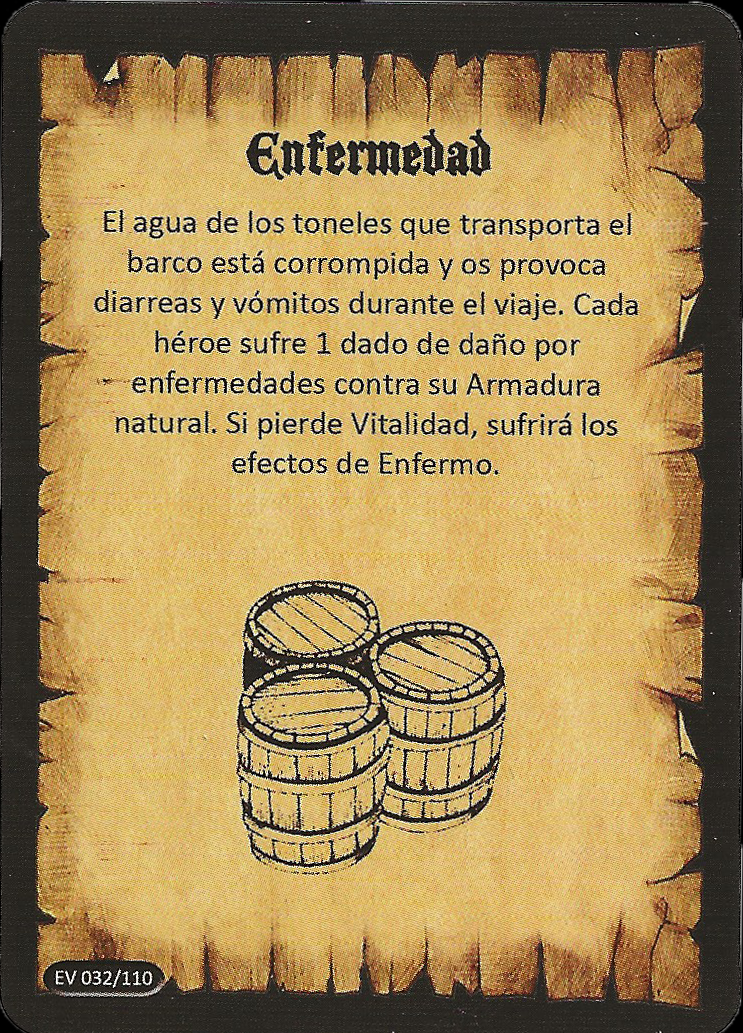 Enfermedad
El agua de los toneles que transporta el
barco está corrompida y os provoca
diarreas y vómitos durante el viaje. Cada
héroe sufre 1 dado de daño por
enfermedades contra su Armadura
natural. Si pierde Vitalidad, sufrirá los
efectos de Enfermo.
EV 032/110